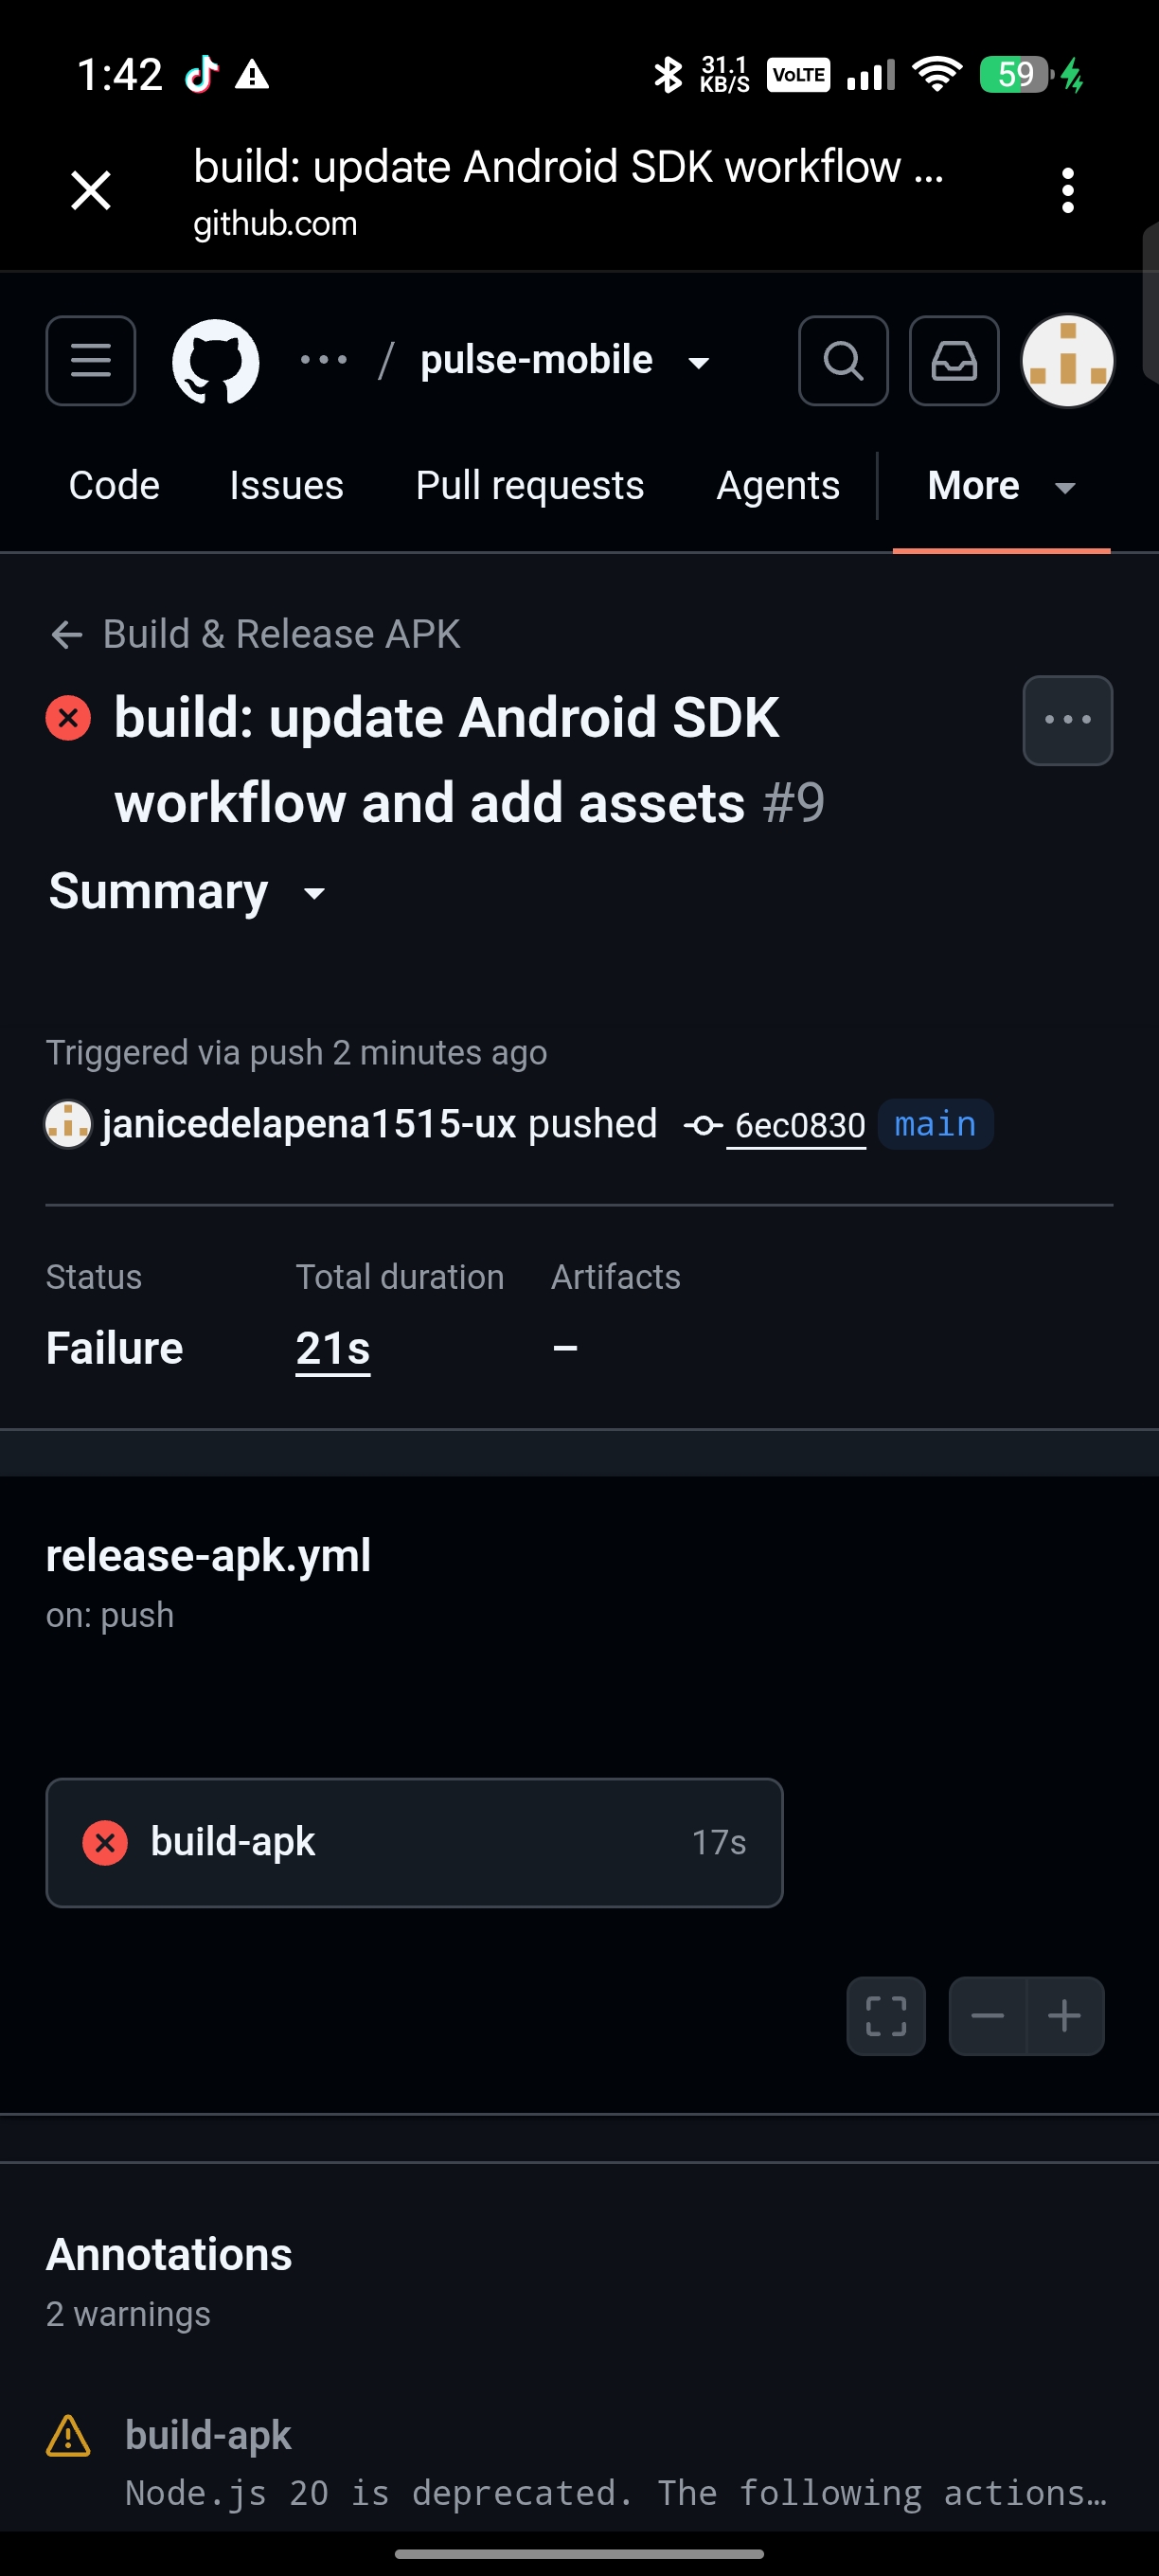 1:42
31.1
KB/S
VoLTE
59
build: update Android SDK workflow ...
github.com
... / pulse-mobile
Code Issues Pull requests Agents More
← Build & Release APK
build: update Android SDK
workflow and add assets #9
Summary
Triggered via push 2 minutes ago
janicedelapena1515-ux pushed 6ec0830 main
Status Total duration Artifacts
Failure 21s –
release-apk.yml
on: push
build-apk 17s
Annotations
2 warnings
build-apk
Node.js 20 is deprecated. The following actions…